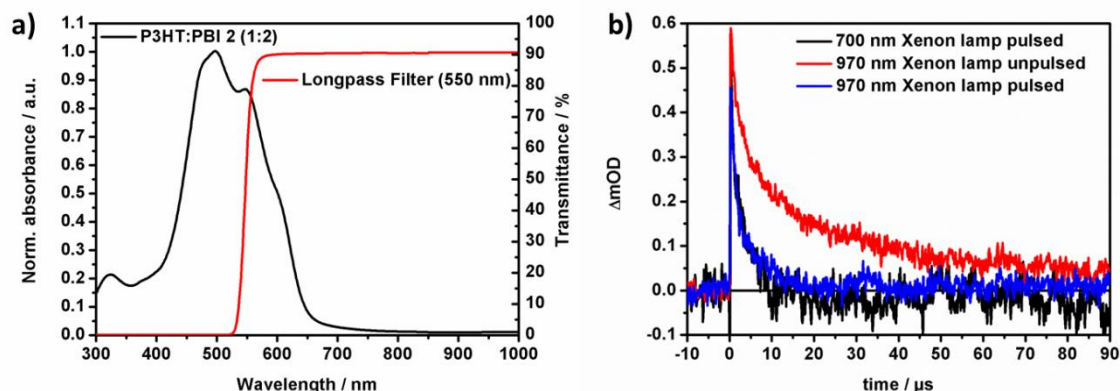 a)
P3HT:PBI 2 (1:2)
Longpass Filter (550 nm)
Norm. absorbance / a.u.
1.1
1.0
0.9
0.8
0.7
0.6
0.5
0.4
0.3
0.2
0.1
0.0
100
90
80
70
60
50
40
30
20
10
0
Transmittance / %
300 400 500 600 700 800 900 1000
Wavelength / nm
b)
700 nm Xenon lamp pulsed
970 nm Xenon lamp unpulsed
970 nm Xenon lamp pulsed
ΔmOD
0.6
0.5
0.4
0.3
0.2
0.1
0.0
-0.1
-10 0 10 20 30 40 50 60 70 80 90
time / µs